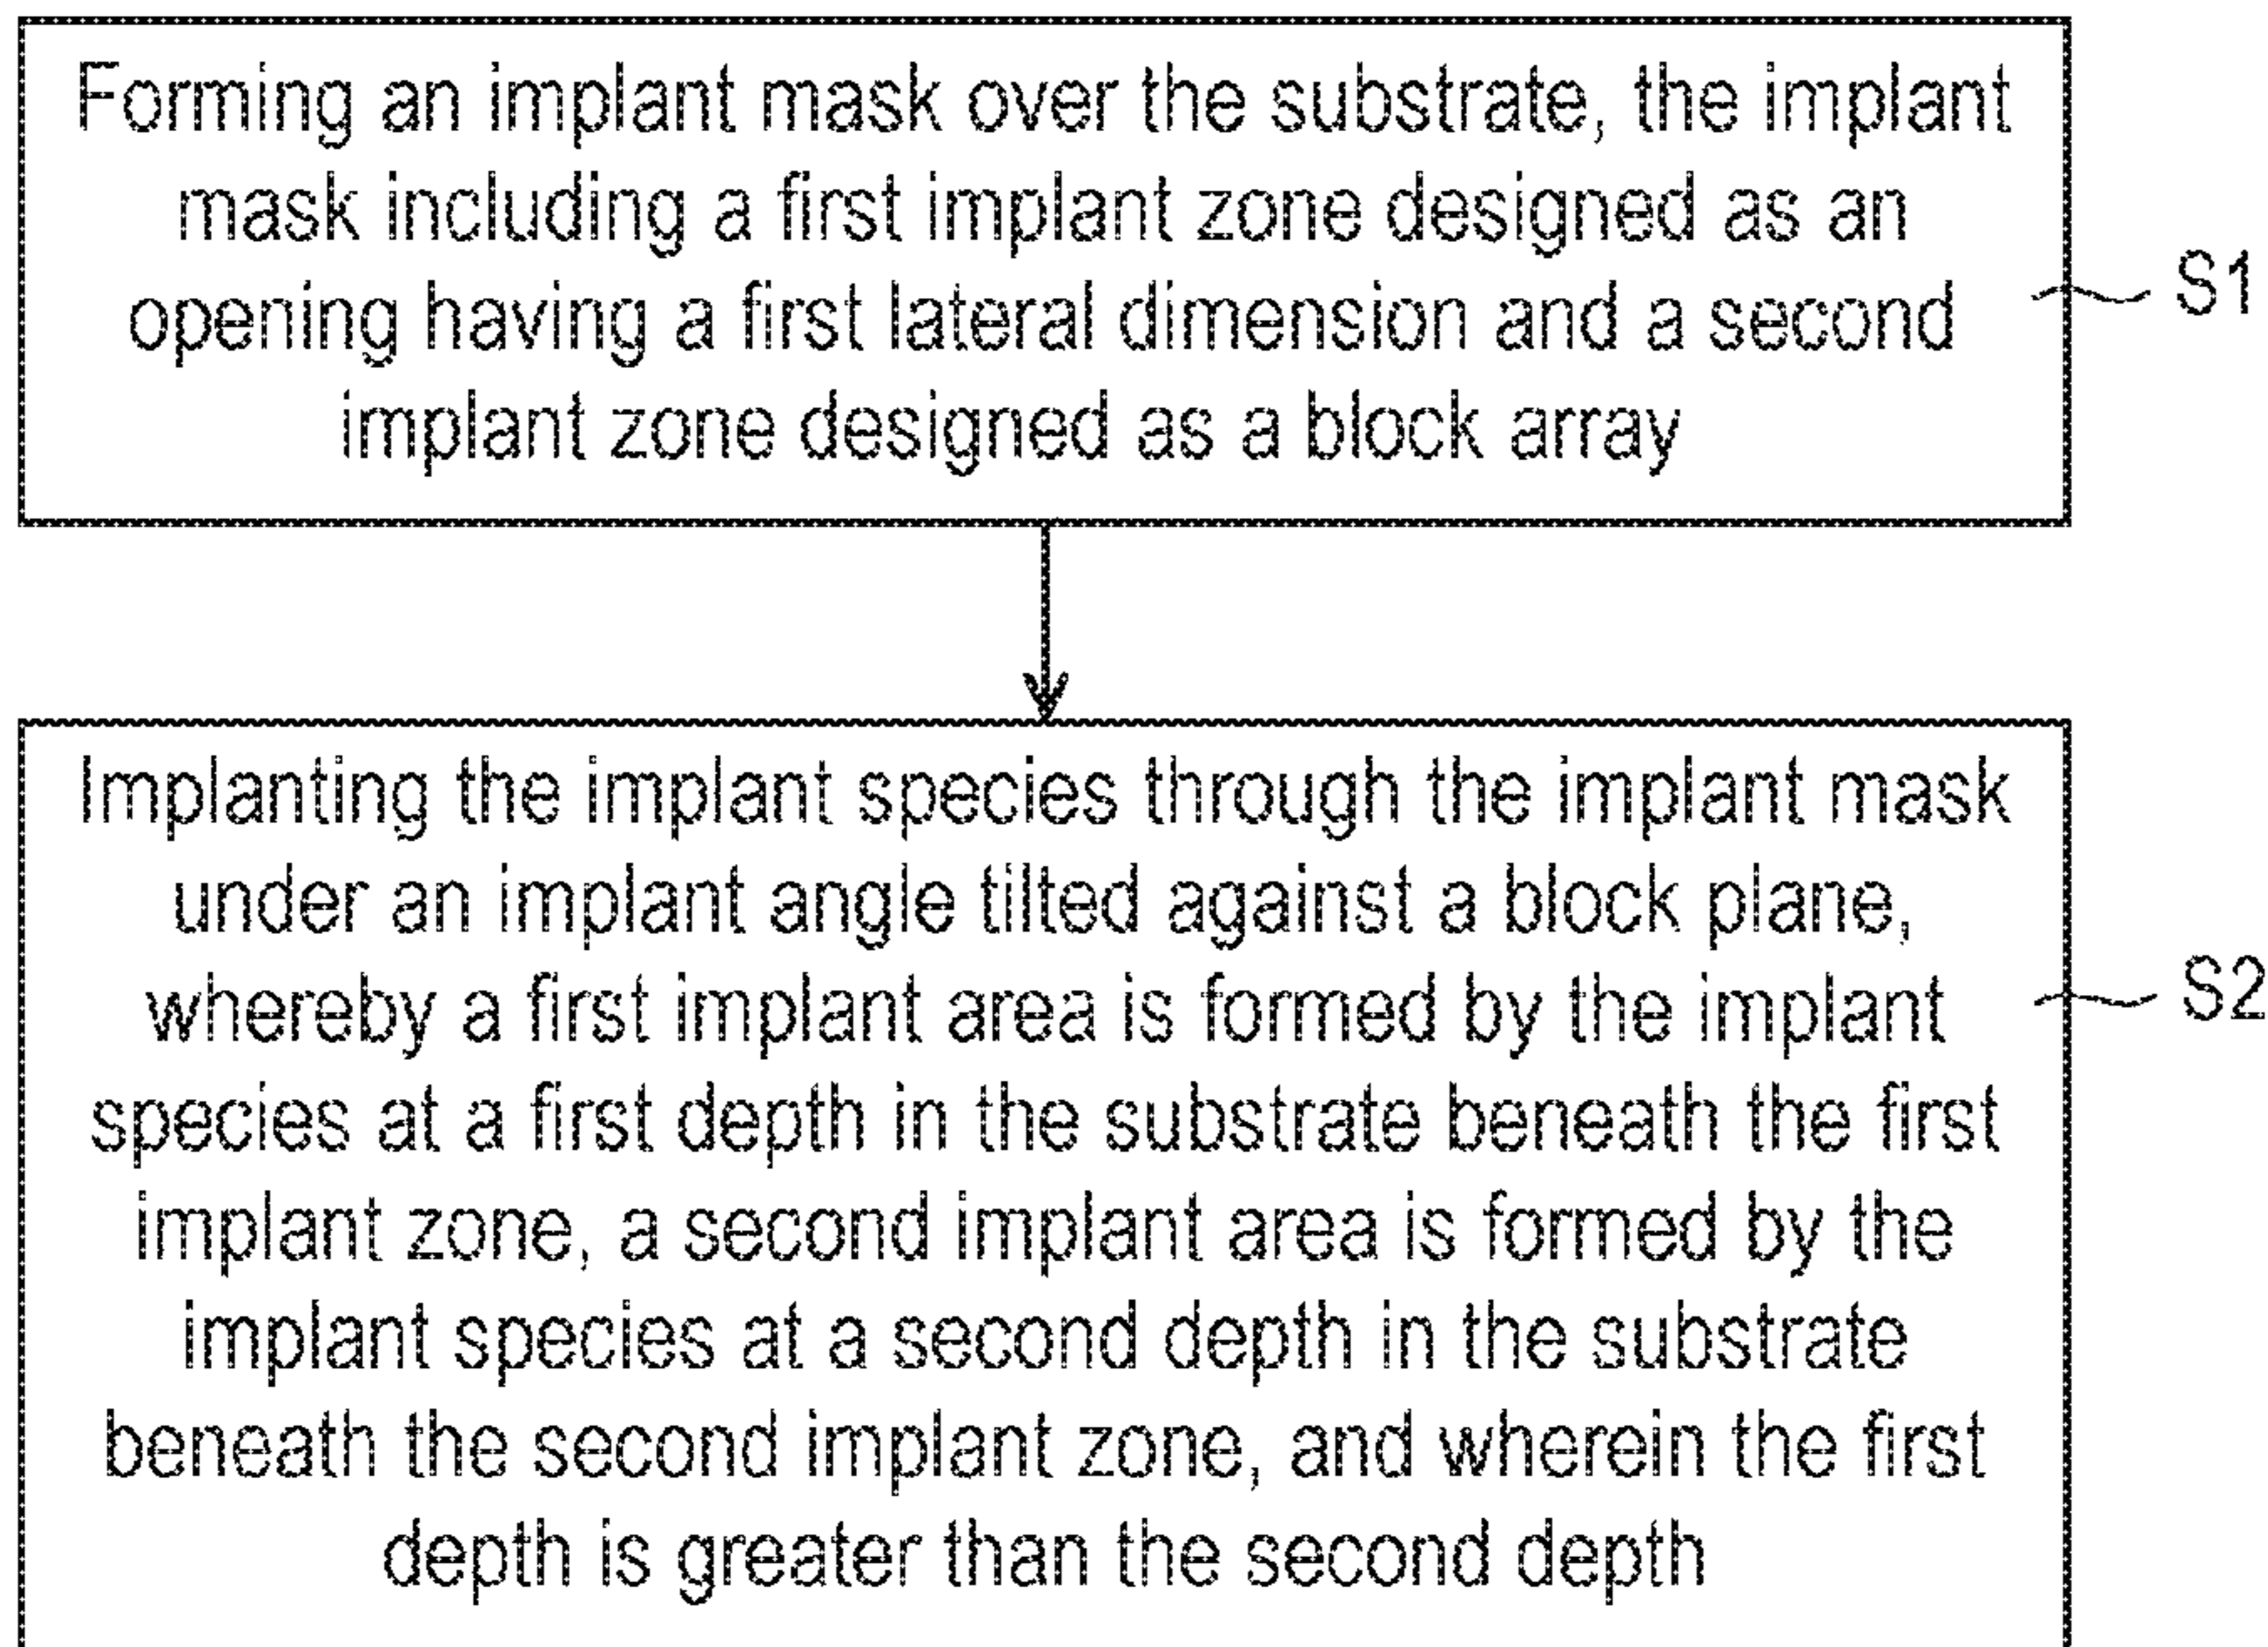 Forming an implant mask over the substrate, the implant
mask including a first implant zone designed as an
opening having a first lateral dimension and a second
implant zone designed as a block array
S1
Implanting the implant species through the implant mask
under an implant angle tilted against a block plane,
whereby a first implant area is formed by the implant
species at a first depth in the substrate beneath the first
implant zone, a second implant area is formed by the
implant species at a second depth in the substrate
beneath the second implant zone, and wherein the first
depth is greater than the second depth
S2